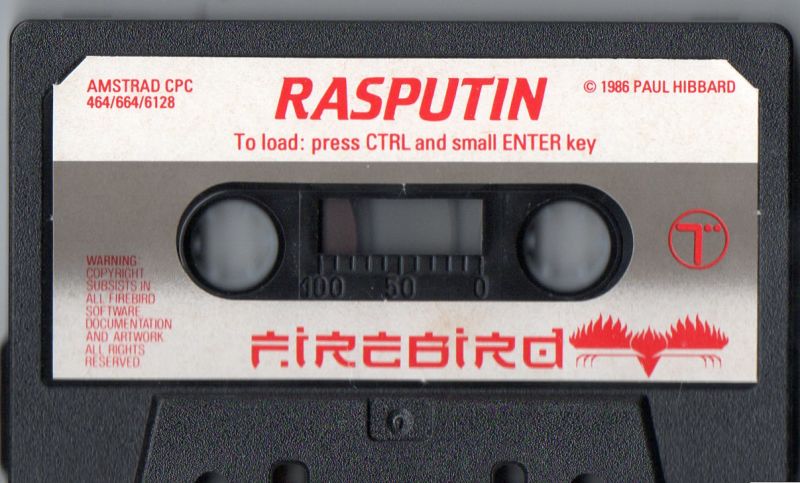 AMSTRAD CPC
464/664/6128
RASPUTIN
© 1986 PAUL HIBBARD
To load: press CTRL and small ENTER key
WARNING
COPYRIGHT
SUBSISTS IN
ALL FIREBIRD
SOFTWARE
DOCUMENTATION
AND ARTWORK
ALL RIGHTS
RESERVED
100 50 0
FIREBIRD